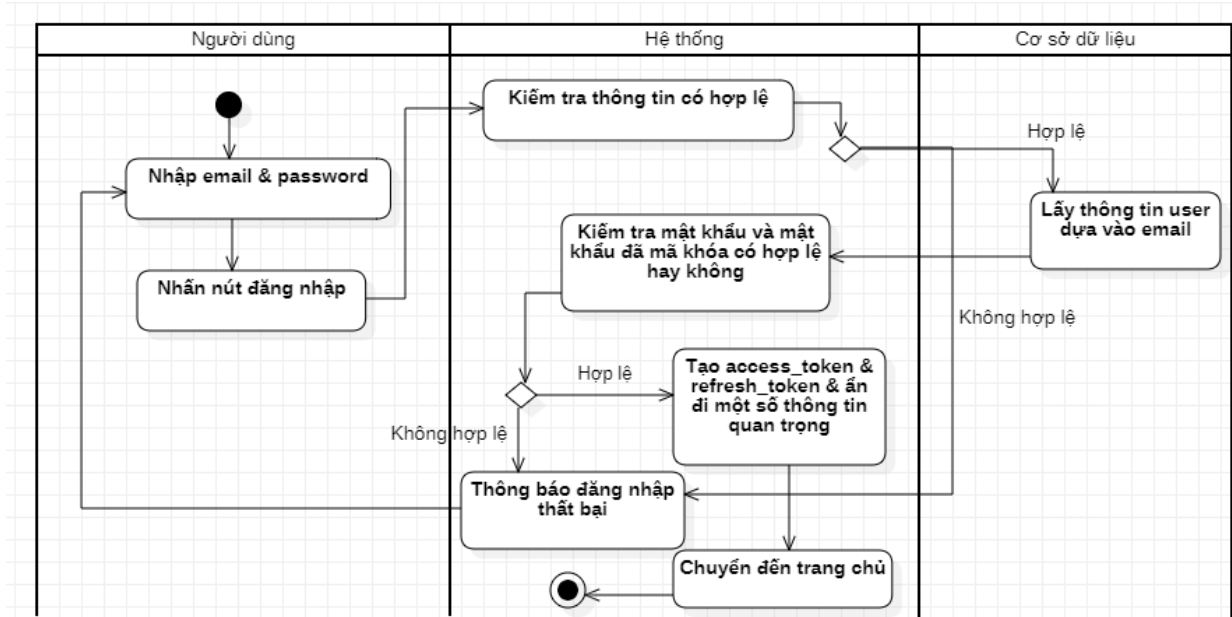 Người dùng
Hệ thống
Cơ sở dữ liệu
Kiểm tra thông tin có hợp lệ
Hợp lệ
Nhập email & password
Lấy thông tin user
dựa vào email
Kiểm tra mật khẩu và mật
khẩu đã mã khóa có hợp lệ
hay không
Nhấn nút đăng nhập
Không hợp lệ
Hợp lệ
Tạo access_token &
refresh_token & ẩn
đi một số thông tin
quan trọng
Không hợp lệ
Thông báo đăng nhập
thất bại
Chuyển đến trang chủ